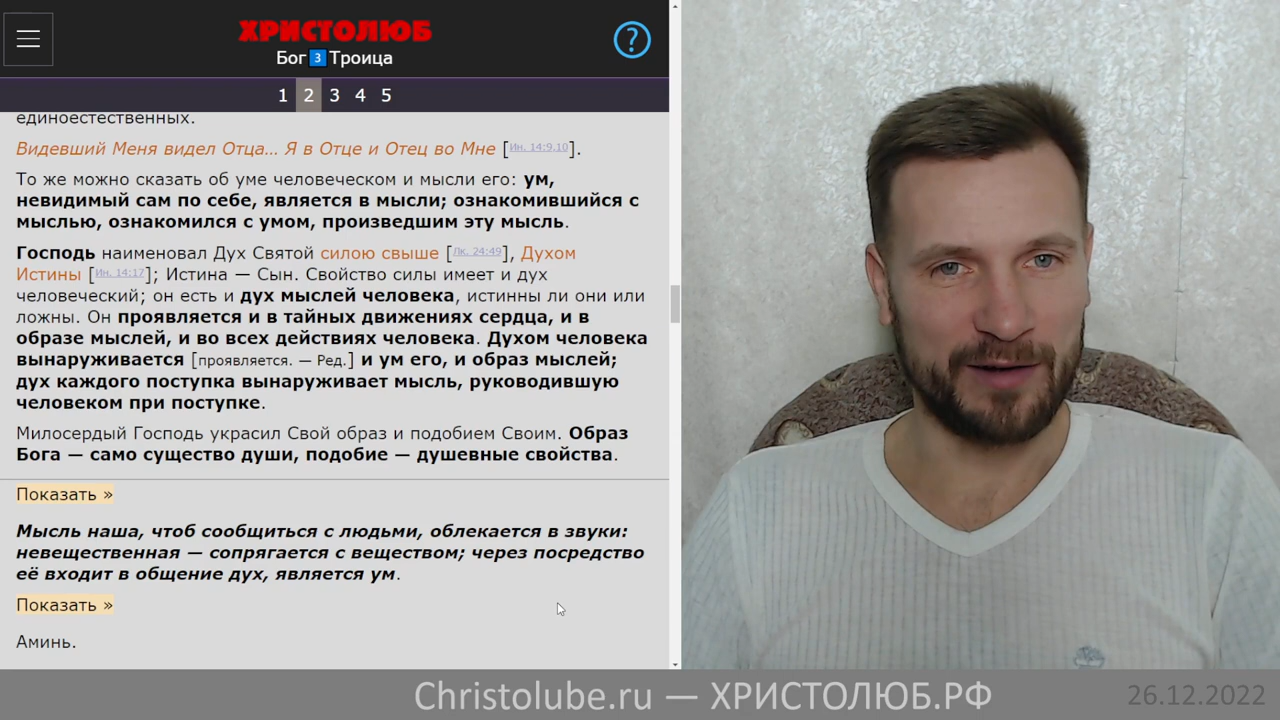 ХРИСТОЛЮБ
Бог 3 Троица
1 2 3 4 5
единоестественных.
Видевший Меня видел Отца... Я в Отце и Отец во Мне [Ин. 14:9,10].
То же можно сказать об уме человеческом и мысли его: ум,
невидимый сам по себе, является в мысли; ознакомившийся с
мыслью, ознакомился с умом, произведшим эту мысль.
Господь наименовал Дух Святой силою свыше [Лк. 24:49], Духом
Истины [Ин. 14:17]; Истина — Сын. Свойство силы имеет и дух
человеческий; он есть и дух мыслей человека, истинны ли они или
ложны. Он проявляется и в тайных движениях сердца, и в
образе мыслей, и во всех действиях человека. Духом человека
вынаруживается [проявляется. — Ред.] и ум его, и образ мыслей;
дух каждого поступка вынаруживает мысль, руководившую
человеком при поступке.
Милосердый Господь украсил Свой образ и подобием Своим. Образ
Бога — само существо души, подобие — душевные свойства.
Показать »
Мысль наша, чтоб сообщиться с людьми, облекается в звуки:
невещественная — сопрягается с веществом; через посредство
её входит в общение дух, является ум.
Показать »
Аминь.
Christolube.ru — ХРИСТОЛЮБ.РФ
26.12.2022